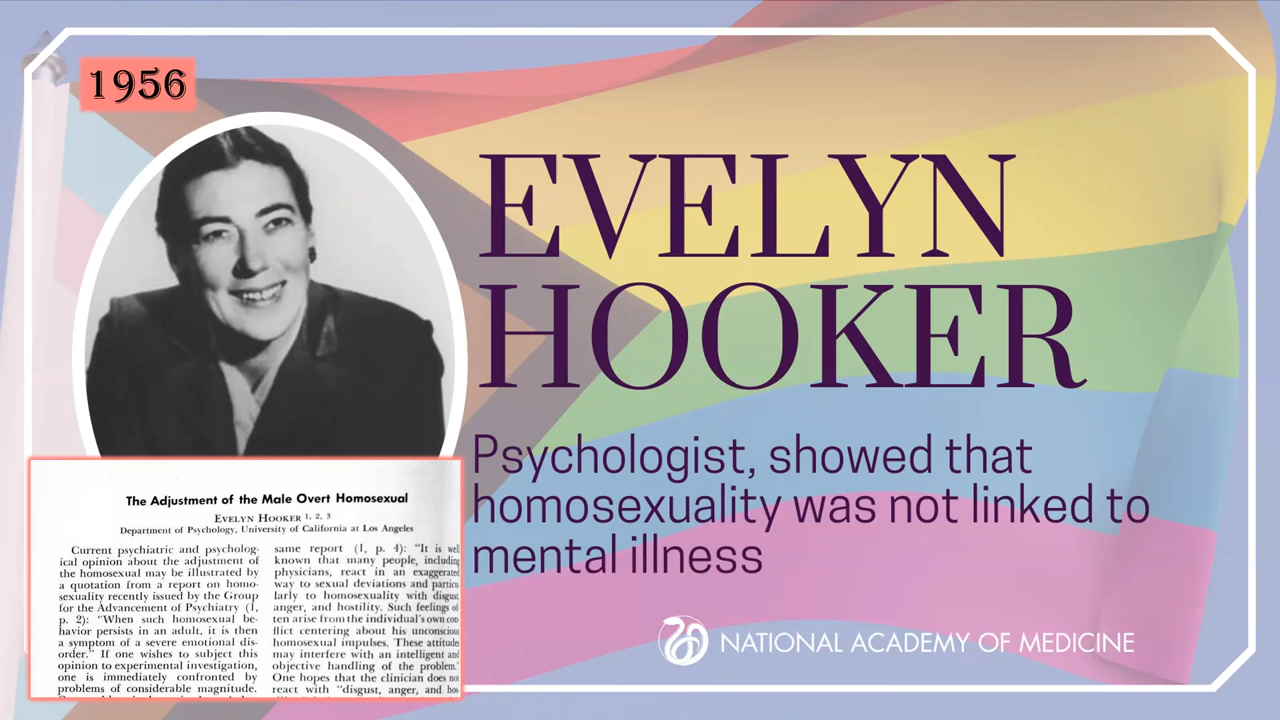 1956
EVELYN
HOOKER
Psychologist, showed that
homosexuality was not linked to
mental illness
NATIONAL ACADEMY OF MEDICINE
The Adjustment of the Male Overt Homosexual
EVELYN HOOKER 1, 2, 3
Department of Psychology, University of California at Los Angeles
Current psychiatric and psycholog-
ical opinion about the adjustment of
the homosexual may be illustrated by
a quotation from a report on homo-
sexuality recently issued by the Group
for the Advancement of Psychiatry (1,
p. 2): "When such homosexual be-
havior persists in an adult, it is then
a symptom of a severe emotional dis-
order." If one wishes to subject this
opinion to experimental investigation,
one is immediately confronted by
problems of considerable magnitude.
same report (1, p. 4): "It is well
known that many people, including
physicians, react in an exaggerated
way to sexual deviations and particu-
larly to homosexuality with disgust,
anger, and hostility. Such feelings of-
ten arise from the individual's own con-
flict centering about his unconscious
homosexual impulses. These attitudes
may interfere with an intelligent and
objective handling of the problem."
One hopes that the clinician does not
react with "disgust, anger, and hos